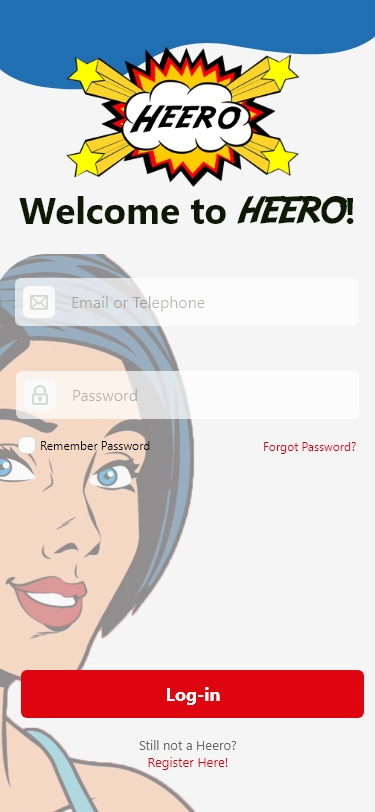 HEERO
Welcome to HEERO!
Email or Telephone
Password
Remember Password
Forgot Password?
Log-in
Still not a Heero?
Register Here!